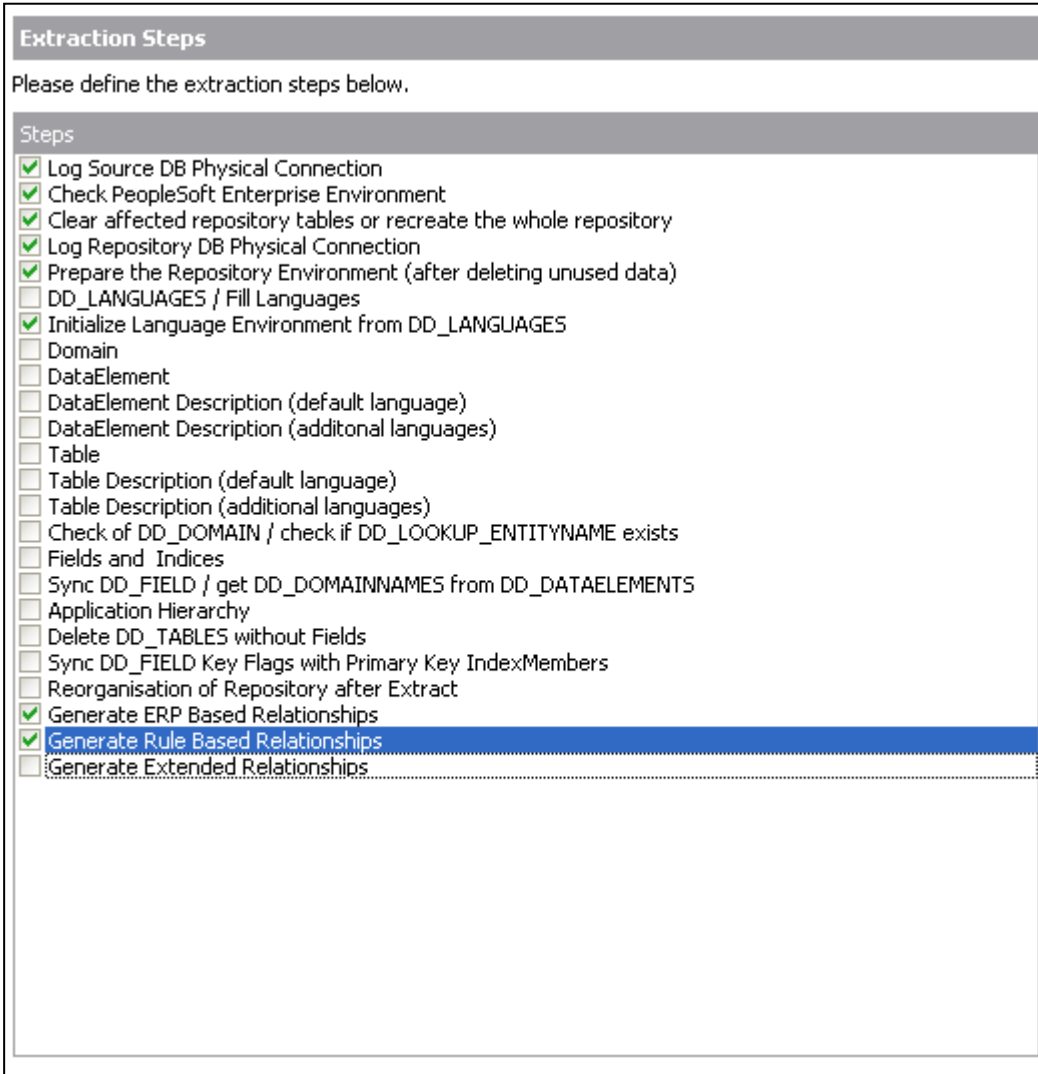 Extraction Steps
Please define the extraction steps below.
Steps
Log Source DB Physical Connection
Check PeopleSoft Enterprise Environment
Clear affected repository tables or recreate the whole repository
Log Repository DB Physical Connection
Prepare the Repository Environment (after deleting unused data)
DD_LANGUAGES / Fill Languages
Initialize Language Environment from DD_LANGUAGES
Domain
DataElement
DataElement Description (default language)
DataElement Description (additonal languages)
Table
Table Description (default language)
Table Description (additional languages)
Check of DD_DOMAIN / check if DD_LOOKUP_ENTITYNAME exists
Fields and  Indices
Sync DD_FIELD / get DD_DOMAINNAMES from DD_DATAELEMENTS
Application Hierarchy
Delete DD_TABLES without Fields
Sync DD_FIELD Key Flags with Primary Key IndexMembers
Reorganisation of Repository after Extract
Generate ERP Based Relationships
Generate Rule Based Relationships
Generate Extended Relationships